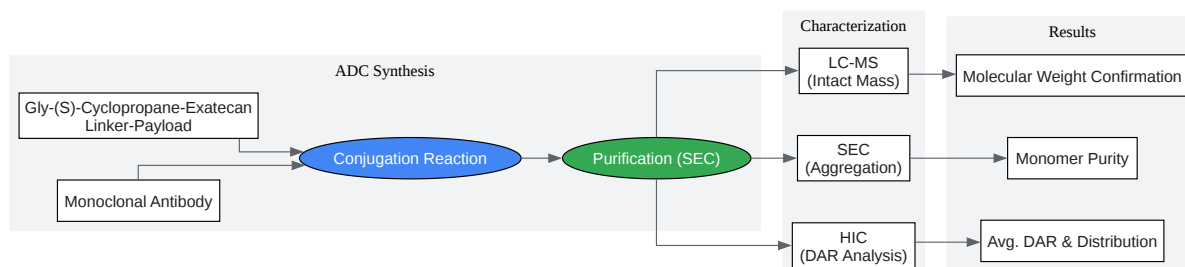 ADC Synthesis
Gly-(S)-Cyclopropane-Exatecan
Linker-Payload
Monoclonal Antibody
Conjugation Reaction
Purification (SEC)
Characterization
LC-MS
(Intact Mass)
SEC
(Aggregation)
HIC
(DAR Analysis)
Results
Molecular Weight Confirmation
Monomer Purity
Avg. DAR & Distribution